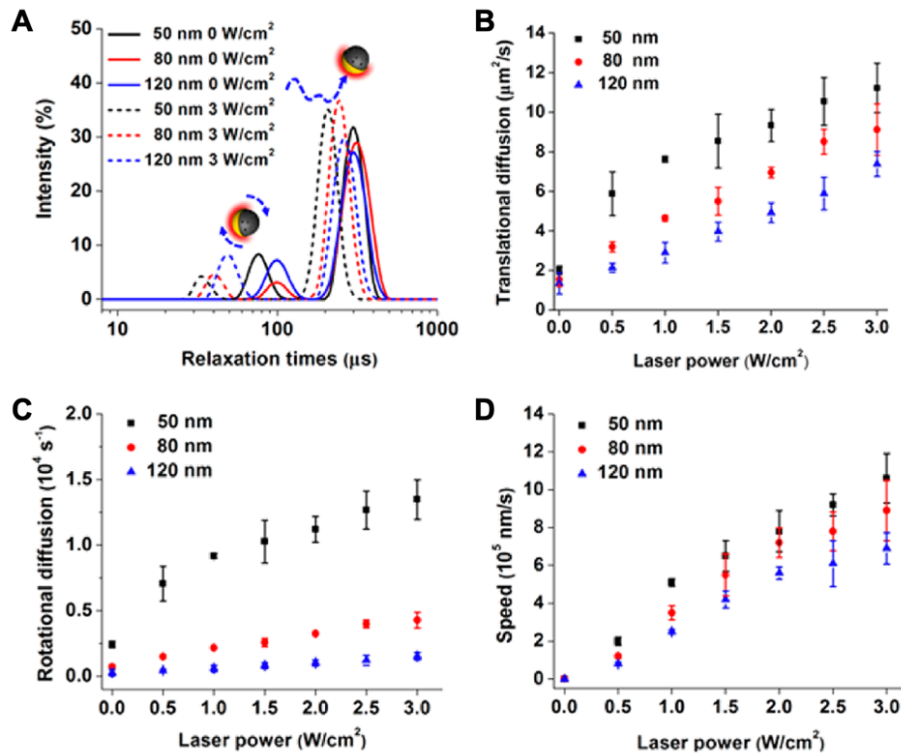 A
50 nm 0 W/cm²
80 nm 0 W/cm²
120 nm 0 W/cm²
50 nm 3 W/cm²
80 nm 3 W/cm²
120 nm 3 W/cm²
50
40
30
20
10
0
Intensity (%)
10 100 1000
Relaxation times (μs)
B
50 nm
80 nm
120 nm
14
12
10
8
6
4
2
0
Translational diffusion (μm²/s)
0.0 0.5 1.0 1.5 2.0 2.5 3.0
Laser power (W/cm²)
C
50 nm
80 nm
120 nm
2.0
1.5
1.0
0.5
0.0
Rotational diffusion (10⁴ s⁻¹)
0.0 0.5 1.0 1.5 2.0 2.5 3.0
Laser power (W/cm²)
D
50 nm
80 nm
120 nm
14
12
10
8
6
4
2
0
Speed (10⁵ nm/s)
0.0 0.5 1.0 1.5 2.0 2.5 3.0
Laser power (W/cm²)